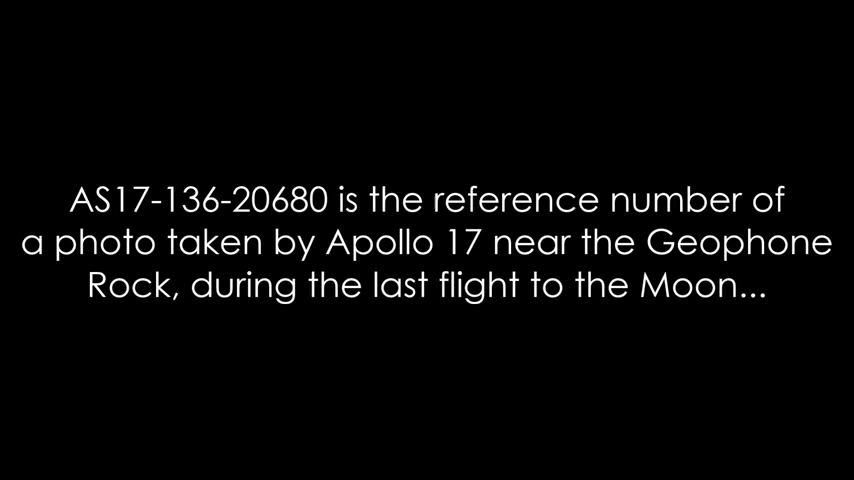 AS17-136-20680 is the reference number of
a photo taken by Apollo 17 near the Geophone
Rock, during the last flight to the Moon...